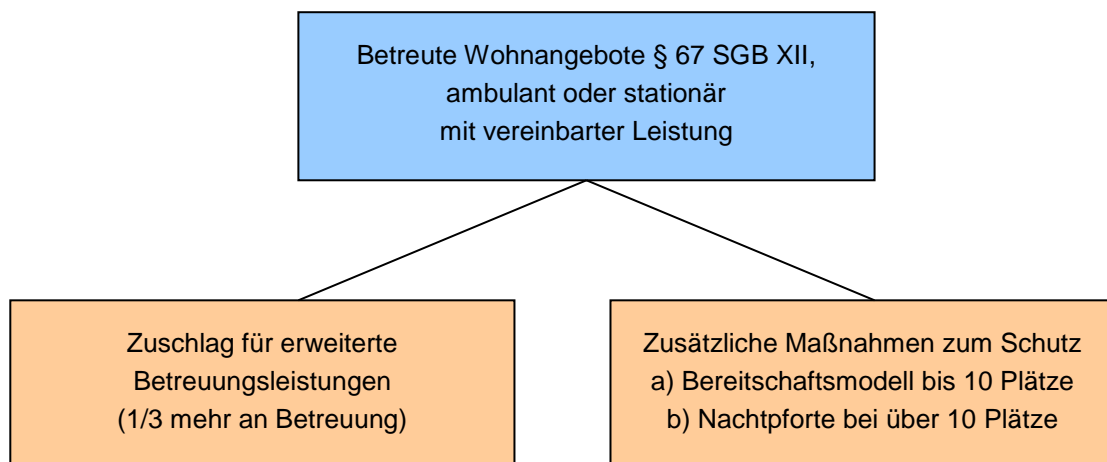 Betreute Wohnangebote § 67 SGB XII,
ambulant oder stationär
mit vereinbarter Leistung
Zuschlag für erweiterte
Betreuungsleistungen
(1/3 mehr an Betreuung)
Zusätzliche Maßnahmen zum Schutz
a) Bereitschaftsmodell bis 10 Plätze
b) Nachtpforte bei über 10 Plätze